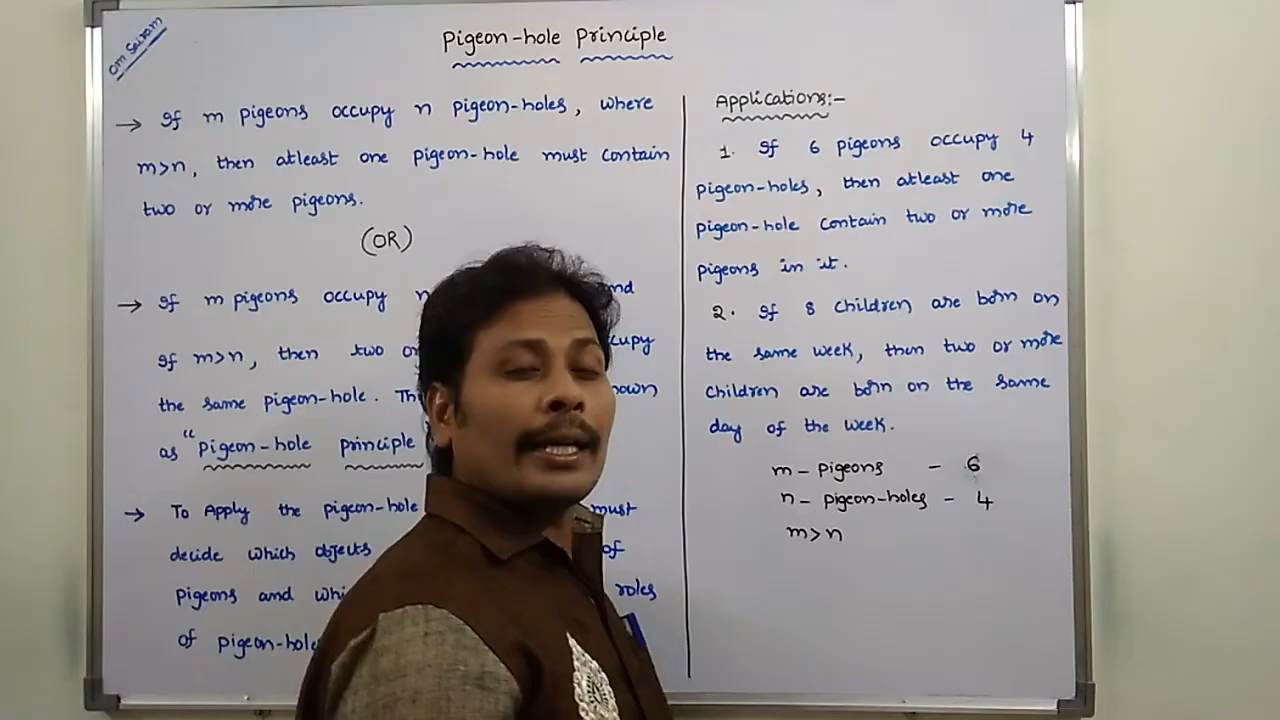 Om Sairam
Pigeon-hole Principle
→ If m pigeons occupy n pigeon-holes, where
m>n, then atleast one pigeon-hole must contain
two or more pigeons.
(OR)
→ If m pigeons occupy n
If m>n, then two or
the same pigeon-hole.
as "Pigeon-hole principle
→ To Apply the pigeon-hole must
decide which objects of
pigeons and roles
of
Applications:-
1. If 6 pigeons occupy 4
pigeon-holes, then atleast one
pigeon-hole contain two or more
pigeons in it.
2. If 8 children are born on
the same week, then two or more
children are born on the same
day of the week.
m - pigeons - 6
n - pigeon-holes - 4
m>n